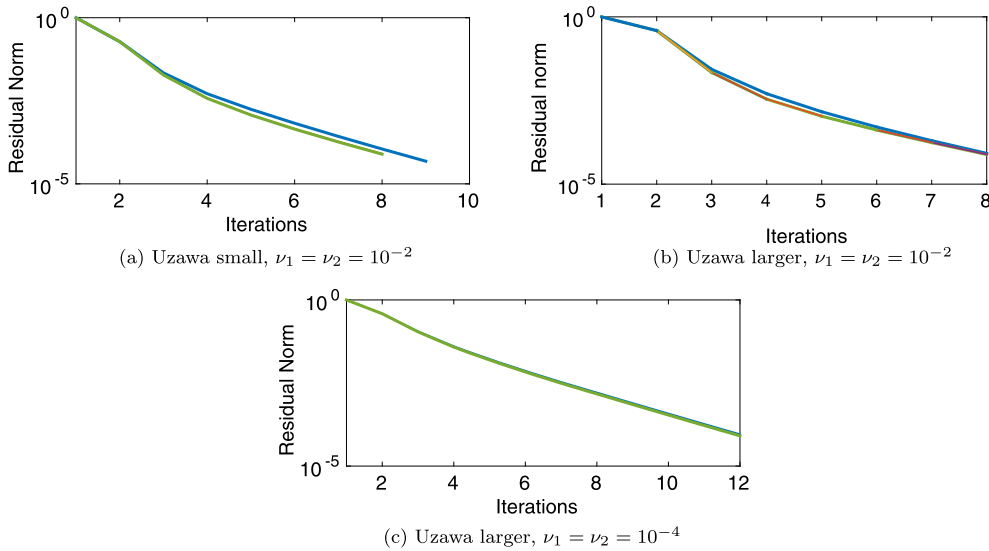 10^0
Residual Norm
10^-5
2 4 6 8 10
Iterations
(a) Uzawa small, ν₁ = ν₂ = 10⁻²
10^0
Residual norm
10^-5
1 2 3 4 5 6 7 8
Iterations
(b) Uzawa larger, ν₁ = ν₂ = 10⁻²
10^0
Residual Norm
10^-5
2 4 6 8 10 12
Iterations
(c) Uzawa larger, ν₁ = ν₂ = 10⁻⁴